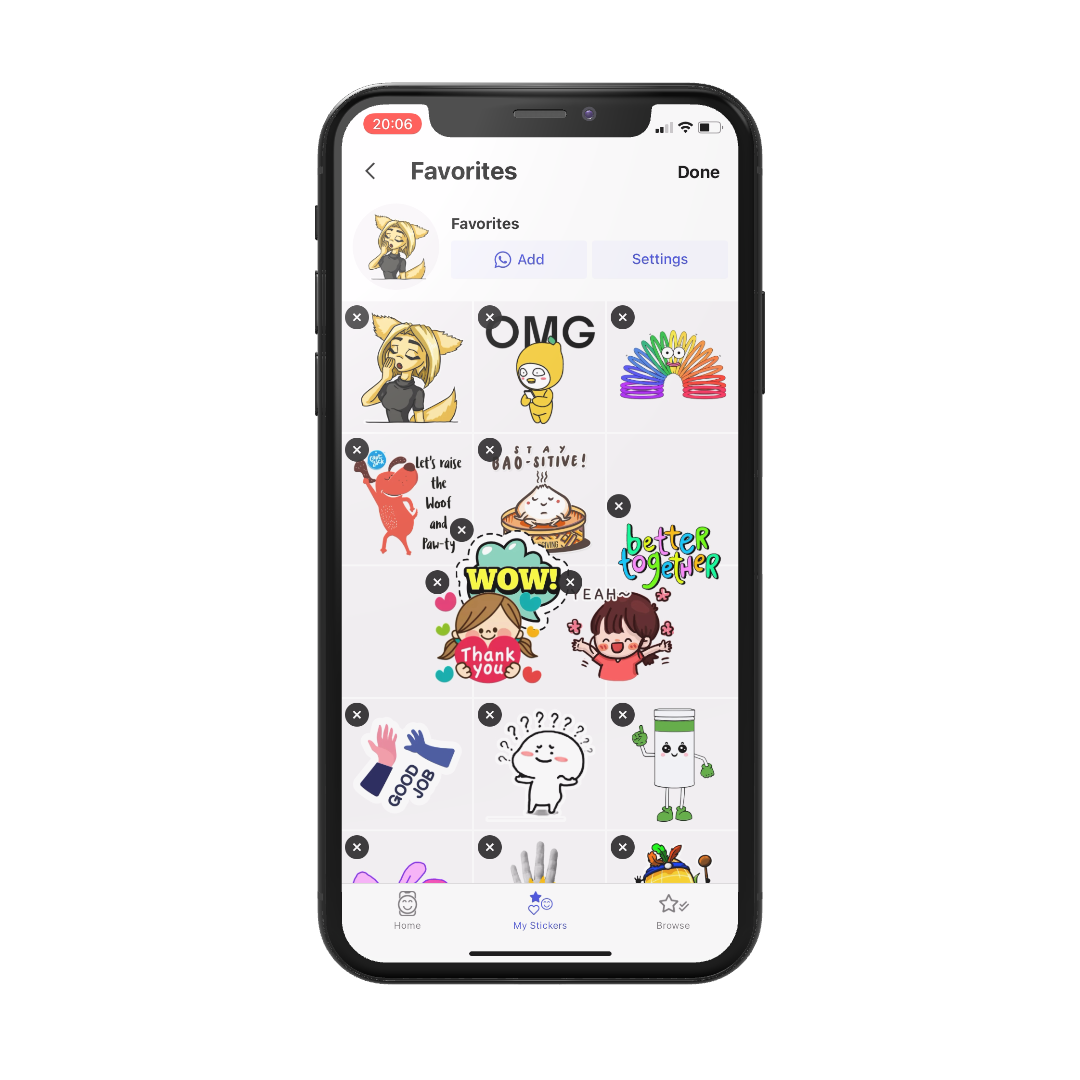 20:06
Favorites
Done
Favorites
Add
Settings
OMG
Let's raise
the
Woof
and
Paw-ty
STAY
BAO-SITIVE!
better
together
WOW!
YEAH~
Thank
you
GOOD
JOB
? ? ? ? ? ? ? ? ?
Home
My Stickers
Browse